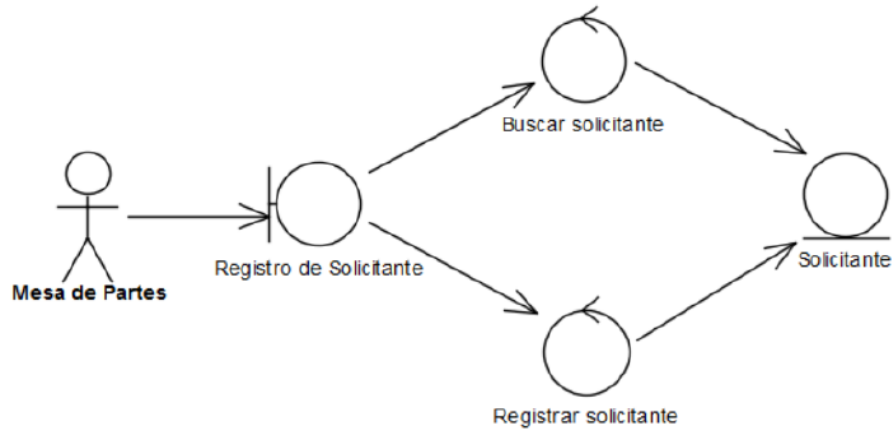 Buscar solicitante
Mesa de Partes
Registro de Solicitante
Solicitante
Registrar solicitante